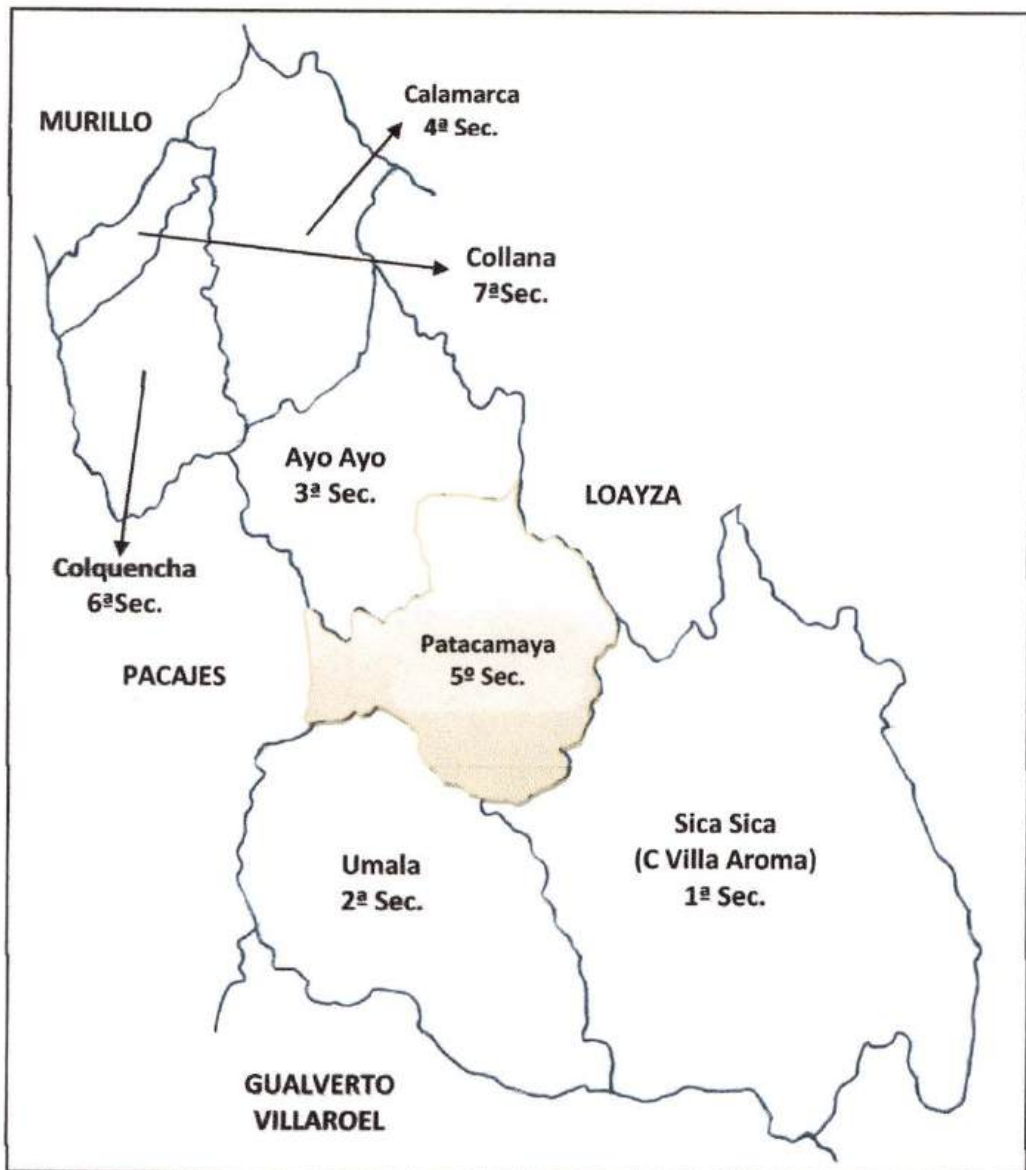 MURILLO
Calamarca
4ª Sec.
Collana
7ªSec.
Ayo Ayo
3ª Sec.
LOAYZA
Colquencha
6ªSec.
PACAJES
Patacamaya
5º Sec.
Sica Sica
(C Villa Aroma)
1ª Sec.
Umala
2ª Sec.
GUALVERTO
VILLAROEL